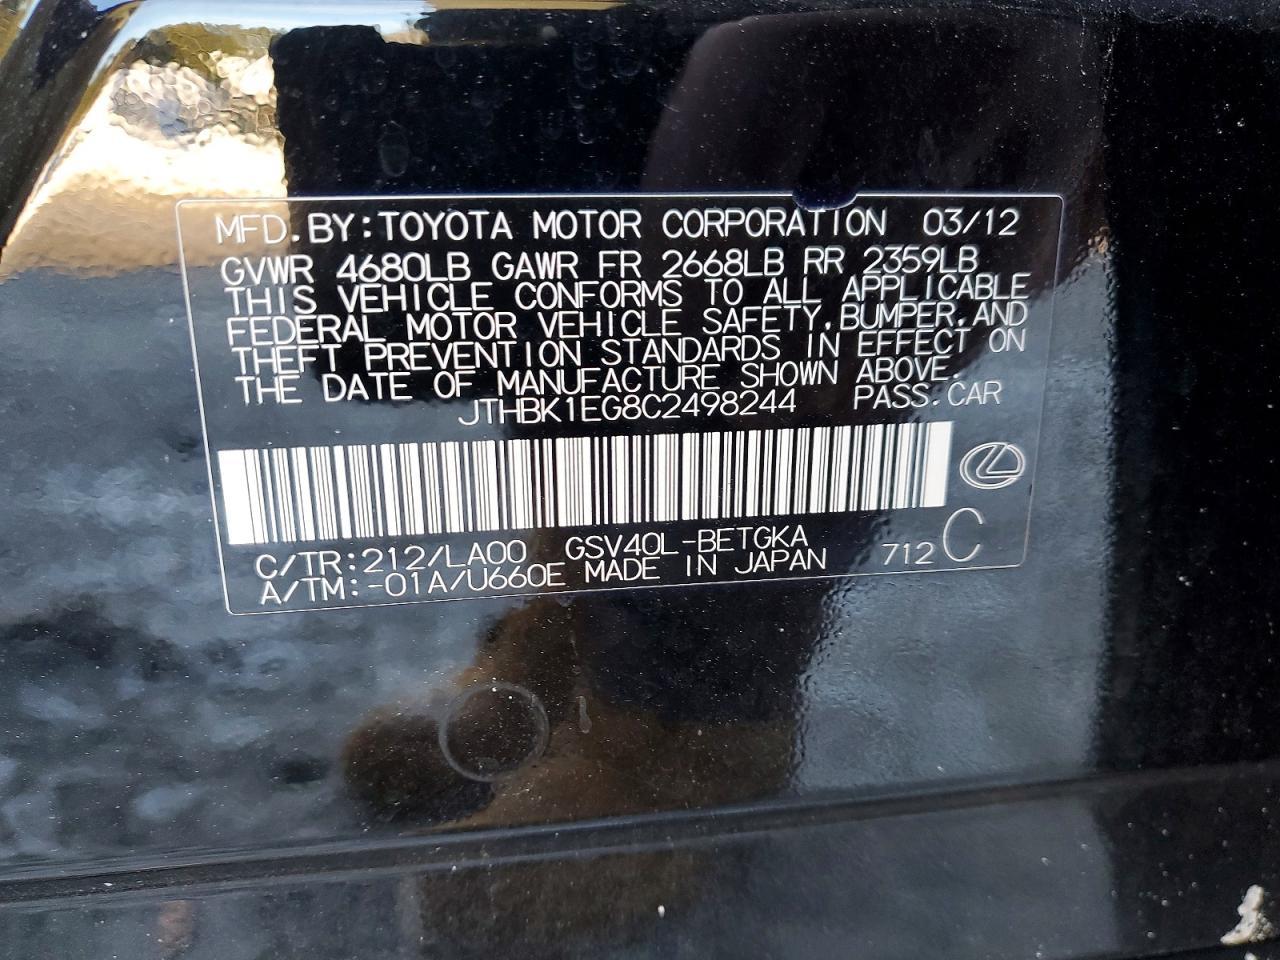 MFD.BY:TOYOTA MOTOR CORPORATION 03/12
GVWR 4680LB GAWR FR 2668LB RR 2359LB
THIS VEHICLE CONFORMS TO ALL APPLICABLE
FEDERAL MOTOR VEHICLE SAFETY,BUMPER,AND
THEFT PREVENTION STANDARDS IN EFFECT ON
THE DATE OF MANUFACTURE SHOWN ABOVE.
JTHBK1EG8C2498244 PASS.CAR
C/TR:212/LA00 GSV40L-BETGKA
A/TM:-01A/U660E MADE IN JAPAN 712 C